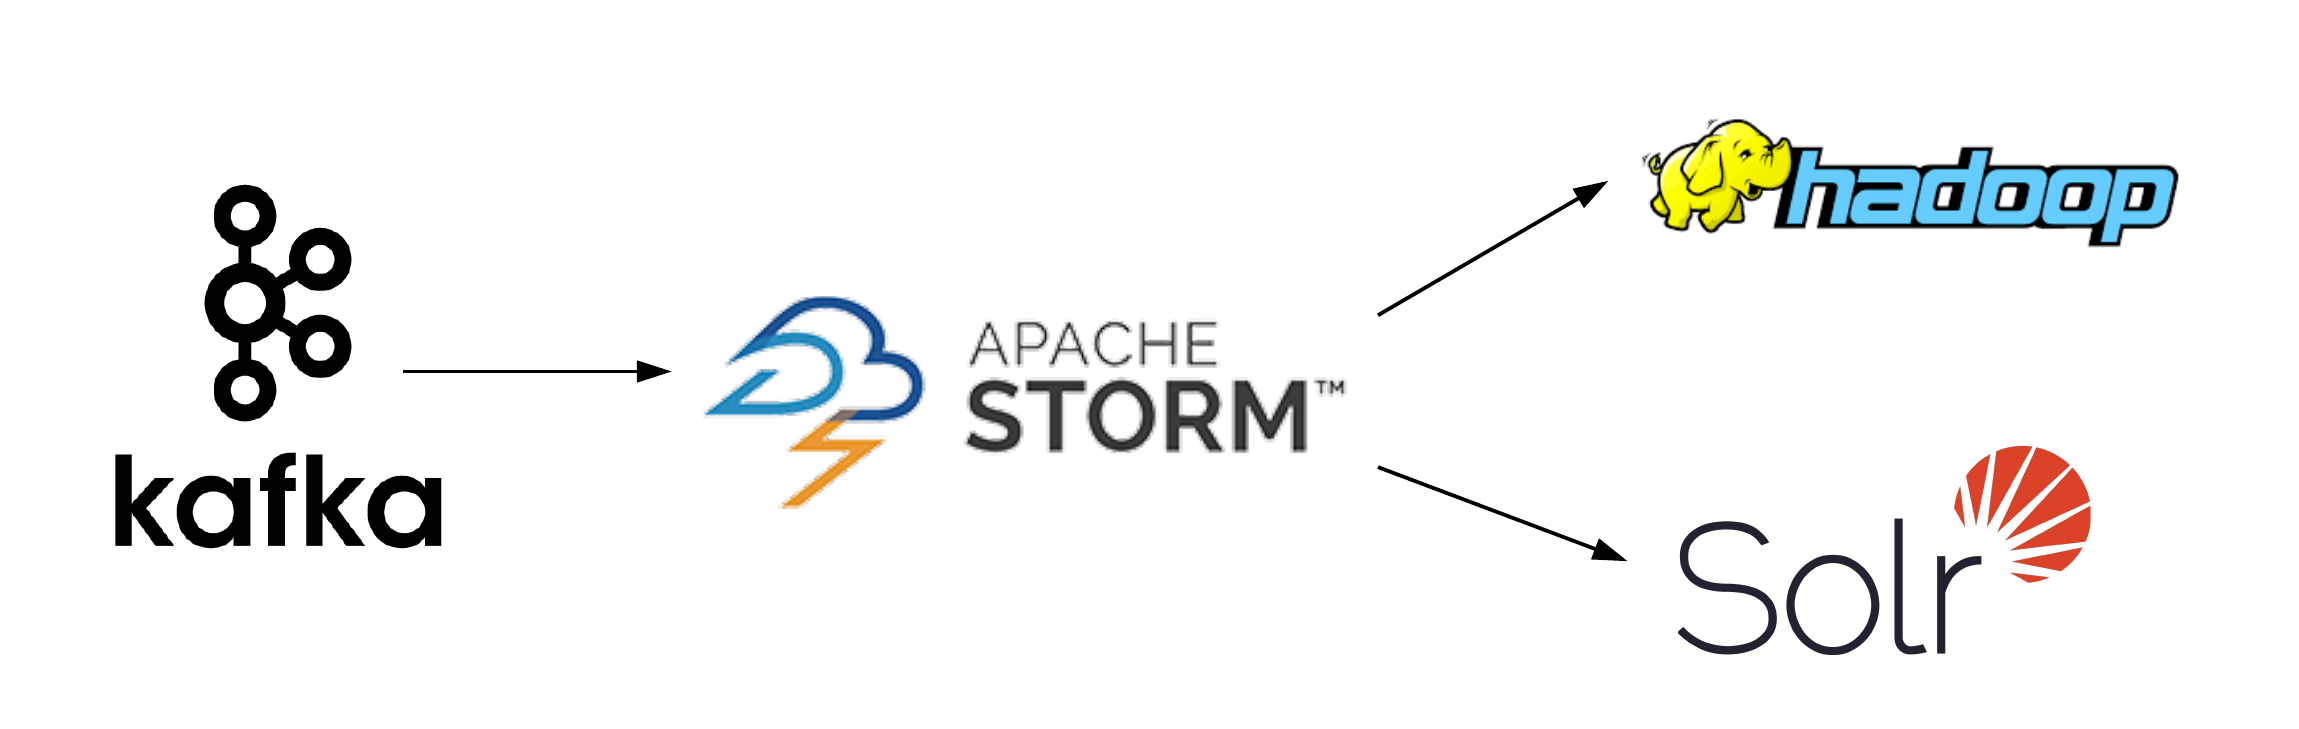 kafka
APACHE
STORM™
hadoop
Solr